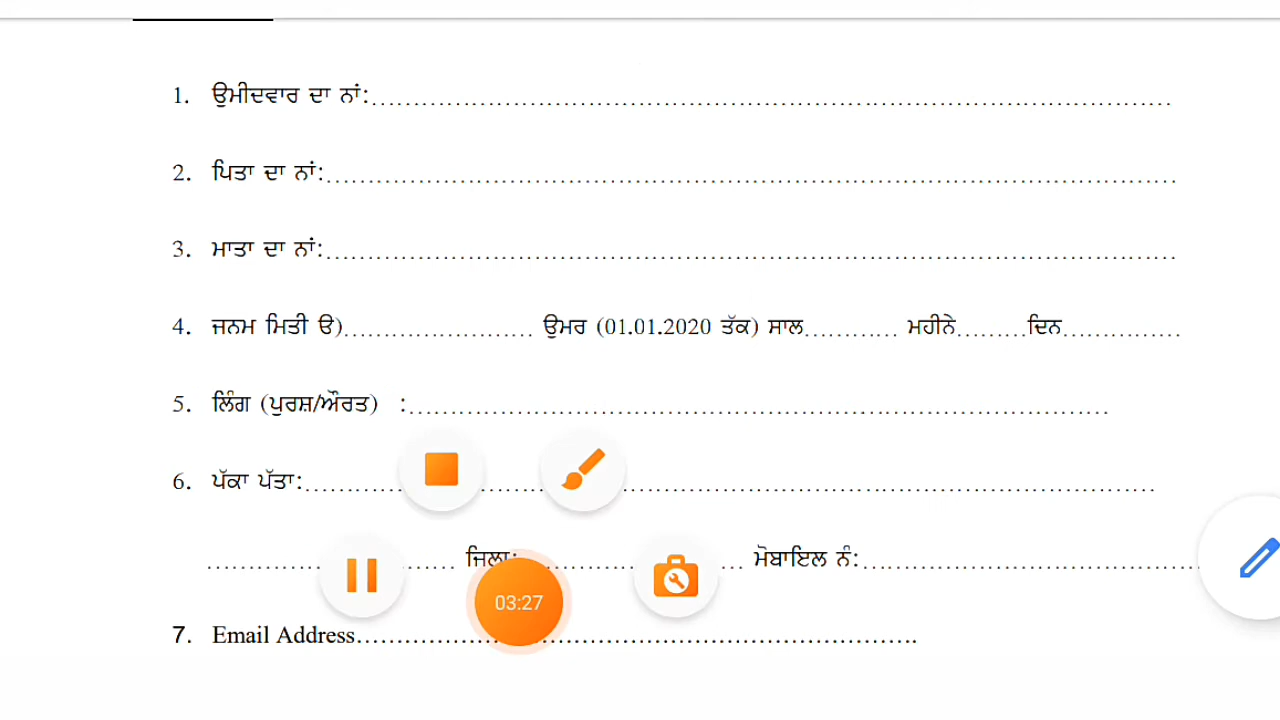 1. ਉਮੀਦਵਾਰ ਦਾ ਨਾਂ:................................................................................
2. ਪਿਤਾ ਦਾ ਨਾਂ:................................................................................
3. ਮਾਤਾ ਦਾ ਨਾਂ:................................................................................
4. ਜਨਮ ਮਿਤੀ ੳ)....................... ਉਮਰ (01.01.2020 ਤੱਕ) ਸਾਲ........... ਮਹੀਨੇ........ਦਿਨ..............
5. ਲਿੰਗ (ਪੁਰਸ਼/ਔਰਤ) :................................................................................
6. ਪੱਕਾ ਪੱਤਾ:................................................................................
.............................. ਜਿਲਾ:.............................. ਮੋਬਾਇਲ ਨੰ:........................................
03:27
7. Email Address................................................................